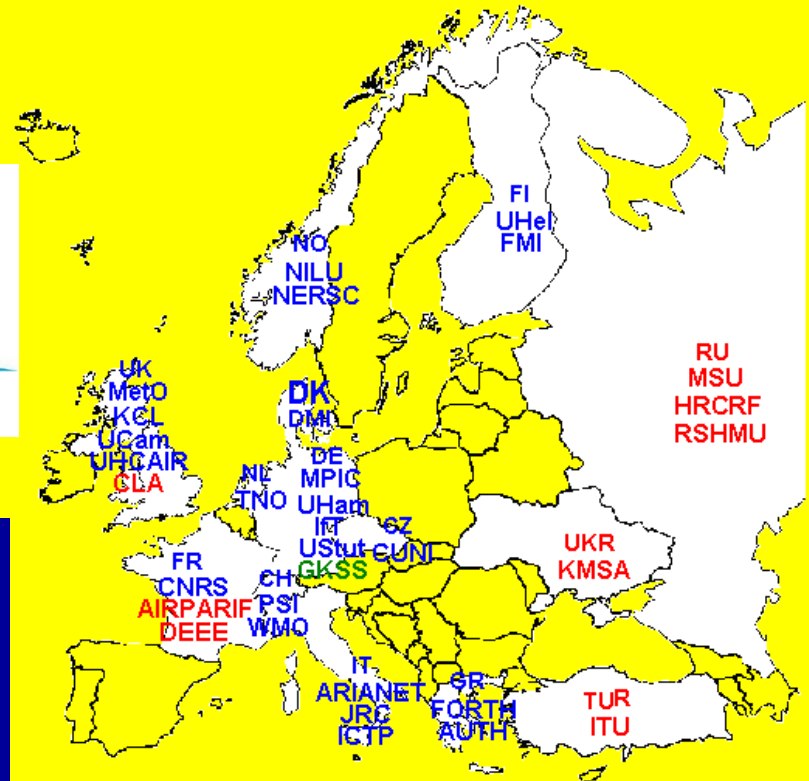 FI
UHel
FMI
NO
NILU
NERSC
RU
MSU
HRCRF
RSHMU
UK
MetO
KCL
UCam
UHCAIR
CLA
DK
DMI
DE
MPIC
UHam
IfT
UStut
GKSS
NL
TNO
CZ
CUNI
UKR
KMSA
FR
CNRS
AIRPARIF
DEEE
CH
PSI
WMO
IT
ARIANET
JRC
ICTP
GR
FORTH
AUTH
TUR
ITU